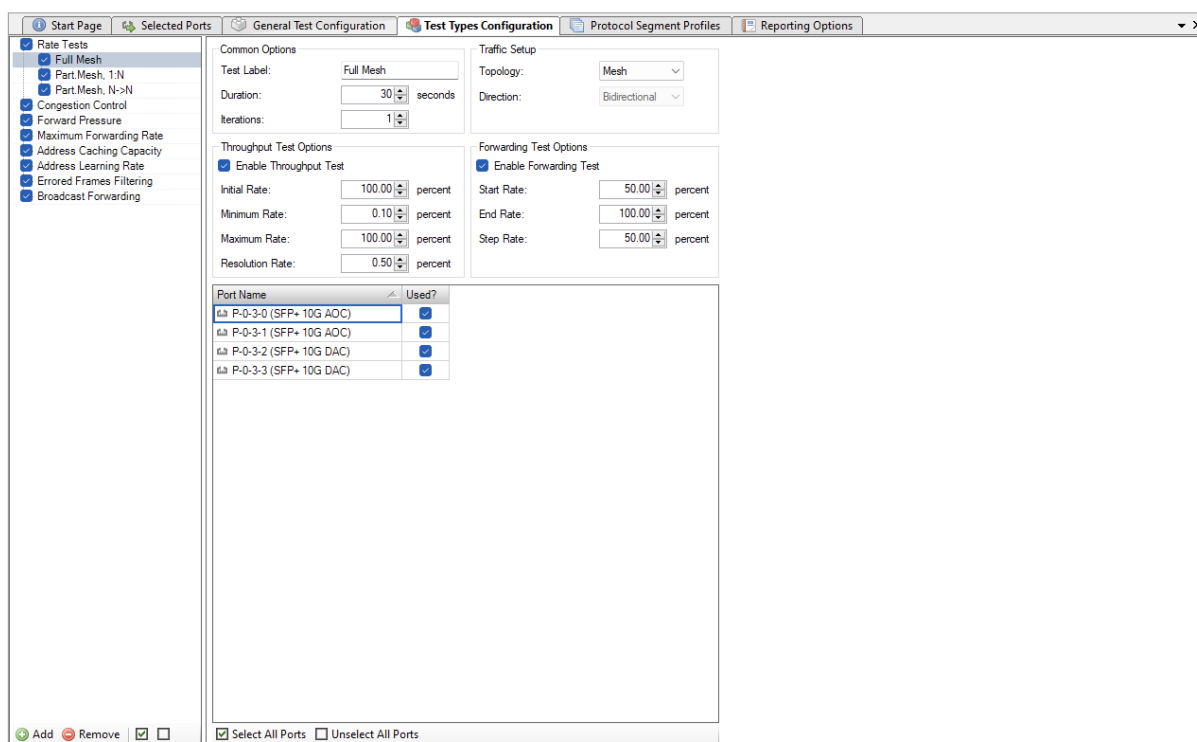 Start Page
Selected Ports
General Test Configuration
Test Types Configuration
Protocol Segment Profiles
Reporting Options
Rate Tests
Full Mesh
Part.Mesh, 1:N
Part.Mesh, N->N
Congestion Control
Forward Pressure
Maximum Forwarding Rate
Address Caching Capacity
Address Learning Rate
Errored Frames Filtering
Broadcast Forwarding
Add Remove
Common Options
Test Label: Full Mesh
Duration: 30 seconds
Iterations: 1
Traffic Setup
Topology: Mesh
Direction: Bidirectional
Throughput Test Options
Enable Throughput Test
Initial Rate: 100.00 percent
Minimum Rate: 0.10 percent
Maximum Rate: 100.00 percent
Resolution Rate: 0.50 percent
Forwarding Test Options
Enable Forwarding Test
Start Rate: 50.00 percent
End Rate: 100.00 percent
Step Rate: 50.00 percent
Port Name Used?
P-0-3-0 (SFP+ 10G AOC)
P-0-3-1 (SFP+ 10G AOC)
P-0-3-2 (SFP+ 10G DAC)
P-0-3-3 (SFP+ 10G DAC)
Select All Ports Unselect All Ports